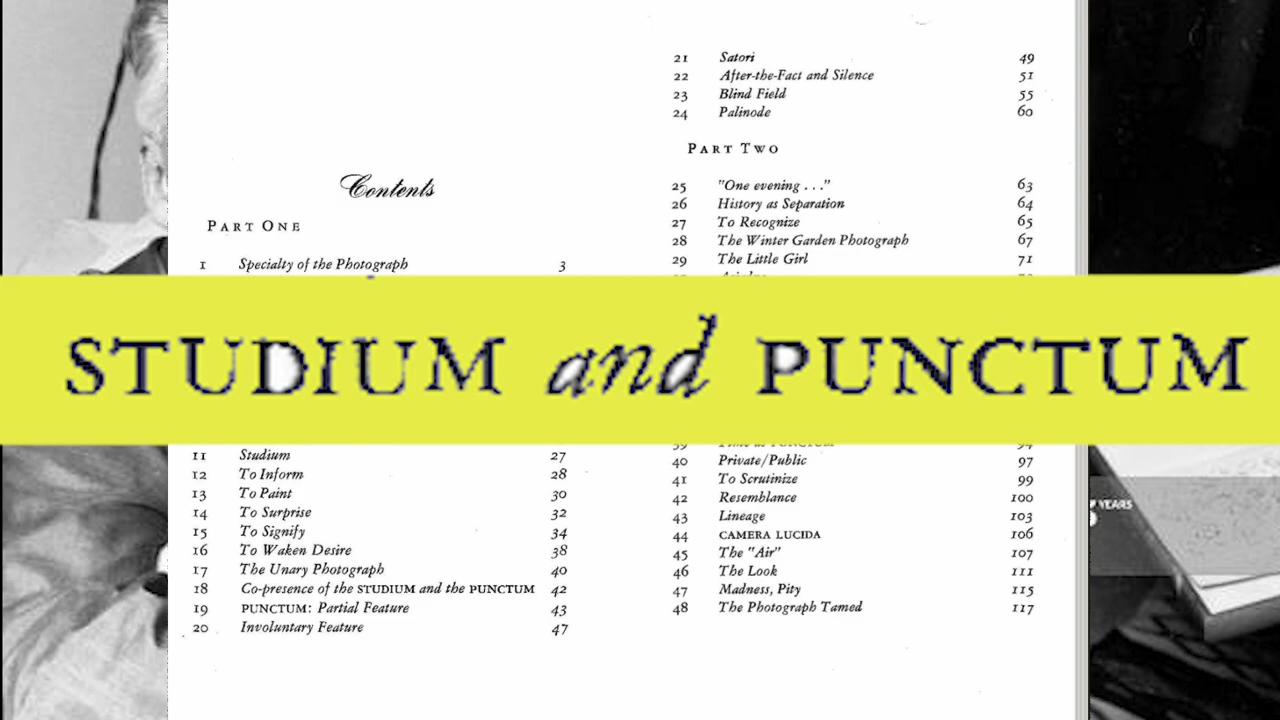 Contents
PART ONE
1 Specialty of the Photograph 3
STUDIUM and PUNCTUM
11 Studium 27
12 To Inform 28
13 To Paint 30
14 To Surprise 32
15 To Signify 34
16 To Waken Desire 38
17 The Unary Photograph 40
18 Co-presence of the STUDIUM and the PUNCTUM 42
19 PUNCTUM: Partial Feature 43
20 Involuntary Feature 47
21 Satori 49
22 After-the-Fact and Silence 51
23 Blind Field 55
24 Palinode 60
PART TWO
25 "One evening . . ." 63
26 History as Separation 64
27 To Recognize 65
28 The Winter Garden Photograph 67
29 The Little Girl 71
40 Private/Public 97
41 To Scrutinize 99
42 Resemblance 100
43 Lineage 103
44 CAMERA LUCIDA 106
45 The "Air" 107
46 The Look 111
47 Madness, Pity 115
48 The Photograph Tamed 117
YEARS